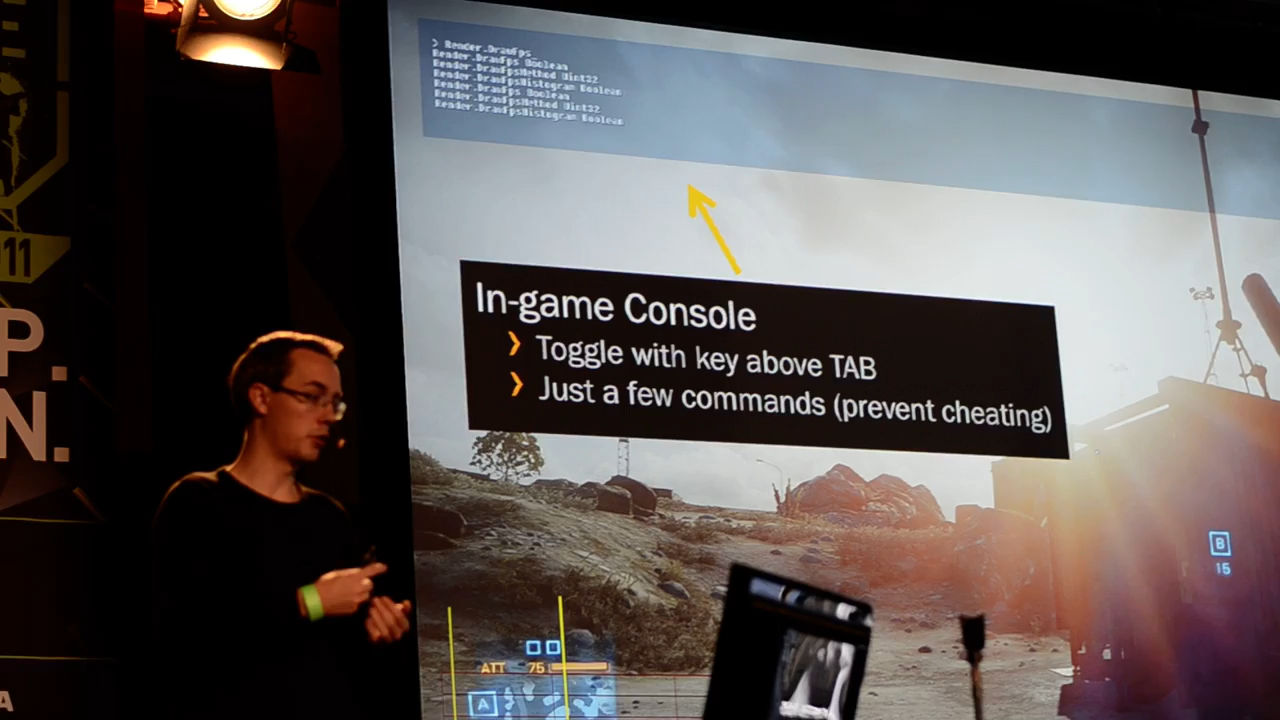 > Render.DrawFps_
Render.DrawFps Boolean
Render.DrawFpsMethod Uint32
Render.DrawFpsHistogram Boolean
Render.DrawFps Boolean
Render.DrawFpsMethod Uint32
Render.DrawFpsHistogram Boolean
In-game Console
Toggle with key above TAB
Just a few commands (prevent cheating)
11
P.
N.
B
15
ATT 75
A
A